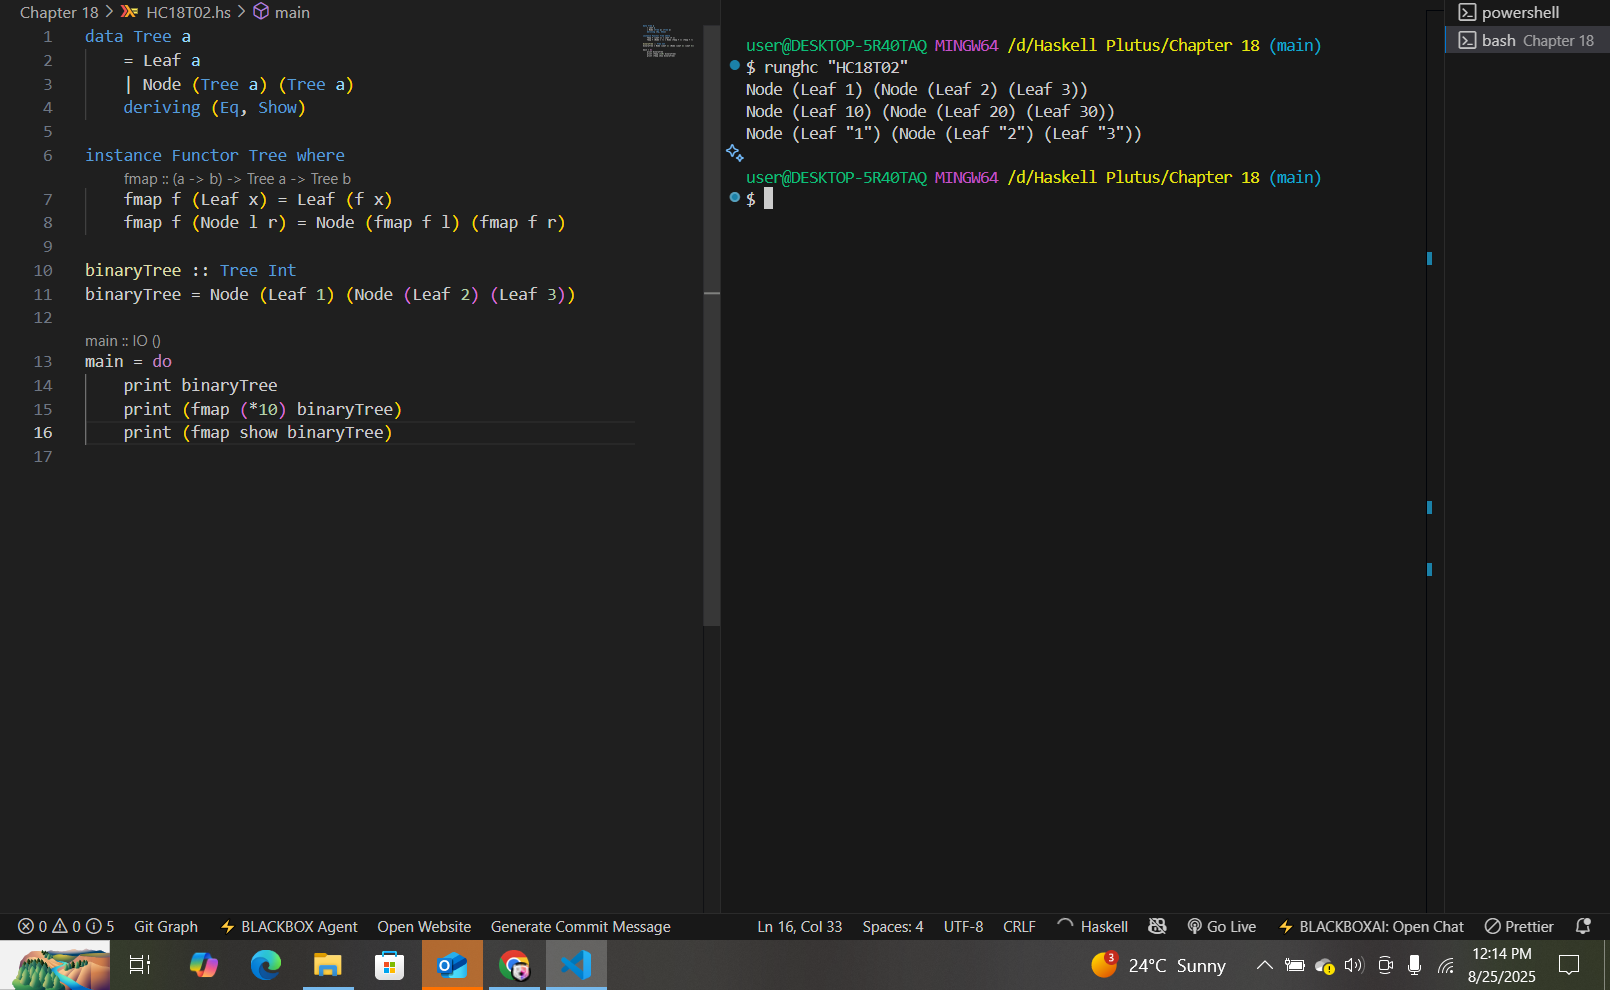 Chapter 18 > HC18T02.hs > main
1 data Tree a
2     = Leaf a
3     | Node (Tree a) (Tree a)
4     deriving (Eq, Show)
5
6 instance Functor Tree where
    fmap :: (a -> b) -> Tree a -> Tree b
7     fmap f (Leaf x) = Leaf (f x)
8     fmap f (Node l r) = Node (fmap f l) (fmap f r)
9
10 binaryTree :: Tree Int
11 binaryTree = Node (Leaf 1) (Node (Leaf 2) (Leaf 3))
12
main :: IO ()
13 main = do
14     print binaryTree
15     print (fmap (*10) binaryTree)
16     print (fmap show binaryTree)
17
user@DESKTOP-5R40TAQ MINGW64 /d/Haskell Plutus/Chapter 18 (main)
$ runghc "HC18T02"
Node (Leaf 1) (Node (Leaf 2) (Leaf 3))
Node (Leaf 10) (Node (Leaf 20) (Leaf 30))
Node (Leaf "1") (Node (Leaf "2") (Leaf "3"))
user@DESKTOP-5R40TAQ MINGW64 /d/Haskell Plutus/Chapter 18 (main)
$
powershell
bash Chapter 18
0 0 5 Git Graph BLACKBOX Agent Open Website Generate Commit Message Ln 16, Col 33 Spaces: 4 UTF-8 CRLF Haskell Go Live BLACKBOXAI: Open Chat Prettier
3 24°C Sunny 12:14 PM
8/25/2025